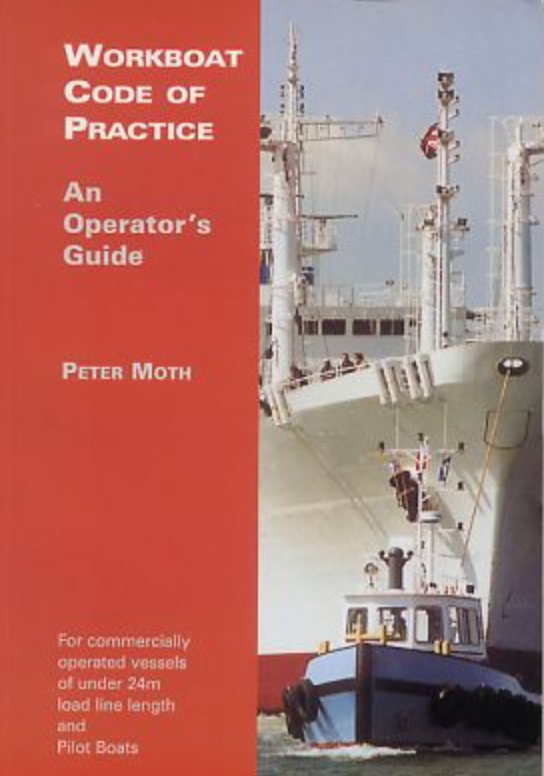 WORKBOAT
CODE OF
PRACTICE
An
Operator's
Guide
PETER MOTH
For commercially
operated vessels
of under 24m
load line length
and
Pilot Boats